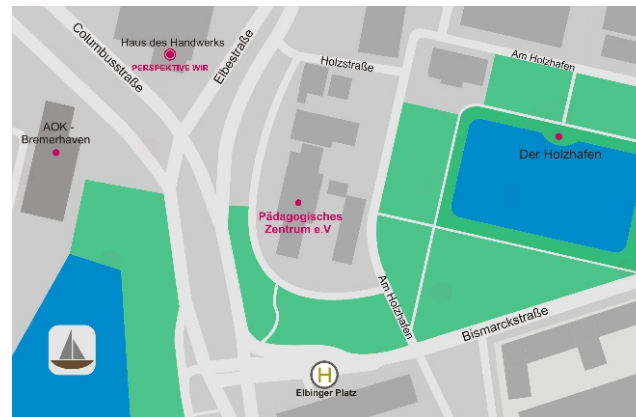 Columbusstraße
Haus des Handwerks
PERSPEKTIVE WIR
Elbestraße
Holzstraße
Am Holzhafen
AOK -
Bremerhaven
Der Holzhafen
Pädagogisches
Zentrum e.V
Am Holzhafen
Bismarckstraße
H
Elbinger Platz